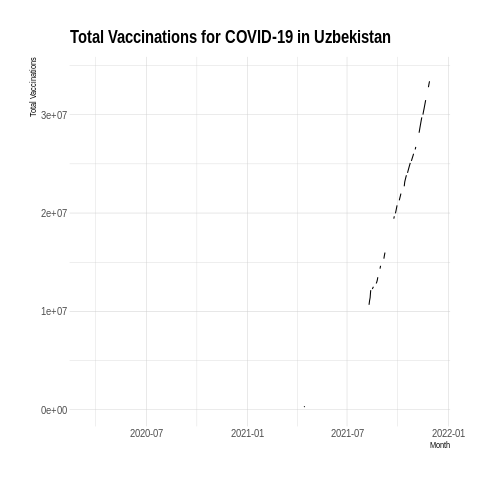 Total Vaccinations for COVID-19 in Uzbekistan
Total Vaccinations
3e+07
2e+07
1e+07
0e+00
2020-07 2021-01 2021-07 2022-01
Month